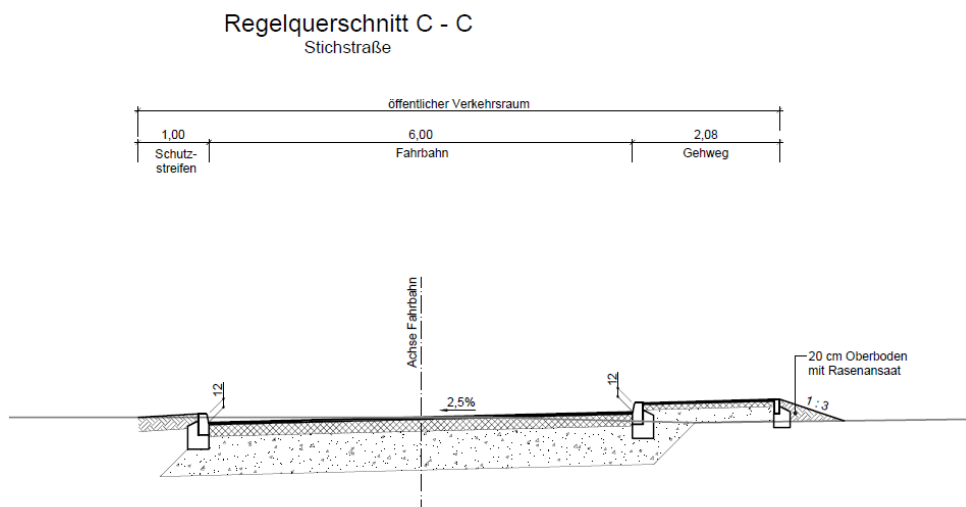 Regelquerschnitt C - C
Stichstraße
öffentlicher Verkehrsraum
1,00
6,00
2,08
Schutz-
streifen
Fahrbahn
Gehweg
Achse Fahrbahn
12
12
2,5%
20 cm Oberboden
mit Rasenansaat
1 : 3